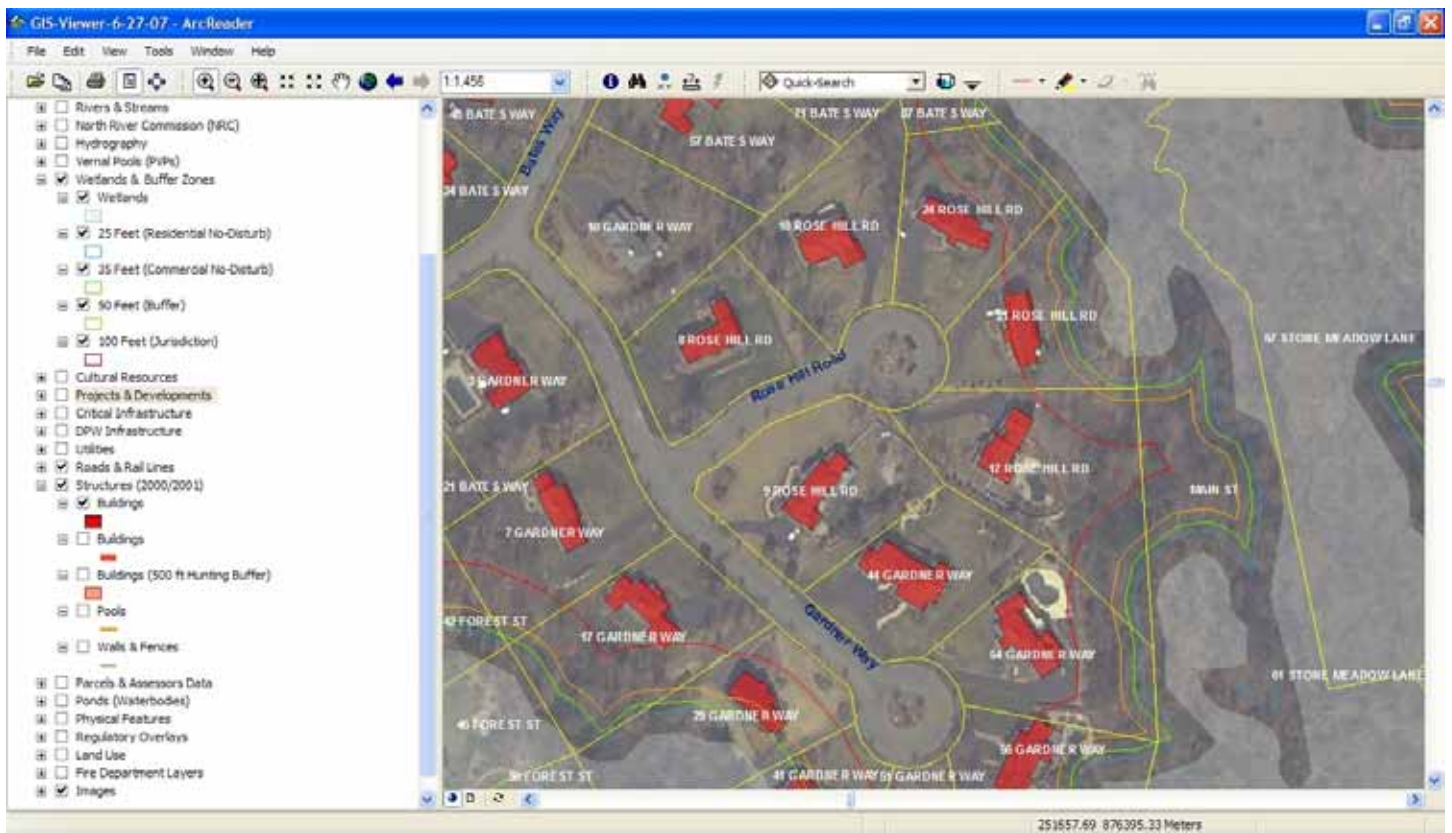 GIS-Viewer-6-27-07 - ArcReader
File Edit View Tools Window Help
1:1,456
Quick-Search
Rivers & Streams
North River Commission (NRC)
Hydrography
Vernal Pools (PVPs)
Wetlands & Buffer Zones
Wetlands
25 Feet (Residential No-Disturb)
35 Feet (Commercial No-Disturb)
50 Feet (Buffer)
100 Feet (Jurisdiction)
Cultural Resources
Projects & Developments
Critical Infrastructure
DPW Infrastructure
Utilities
Roads & Rail Lines
Structures (2000/2001)
Buildings
Buildings
Buildings (500 ft Hunting Buffer)
Pools
Walls & Fences
Parcels & Assessors Data
Ponds (Waterbodies)
Physical Features
Regulatory Overlays
Land Use
Fire Department Layers
Images
BATES WAY
71 BATES WAY
87 BATES WAY
57 BATES WAY
Bates Way
34 BATES WAY
24 ROSE HILL RD
10 GARDNER WAY
ROSE HILL RD
21 ROSE HILL RD
8 ROSE HILL RD
STONE MEADOW LANE
3 GARDNER WAY
Rose Hill Road
12 ROSE HILL RD
21 BATES WAY
9 ROSE HILL RD
MAIN ST
7 GARDNER WAY
44 GARDNER WAY
FOREST ST
17 GARDNER WAY
Gardner Way
54 GARDNER WAY
61 STONE MEADOW LANE
29 GARDNER WAY
FOREST ST
56 GARDNER WAY
FOREST ST
41 GARDNER WAY
GARDNER WAY
251657.69 876395.33 Meters